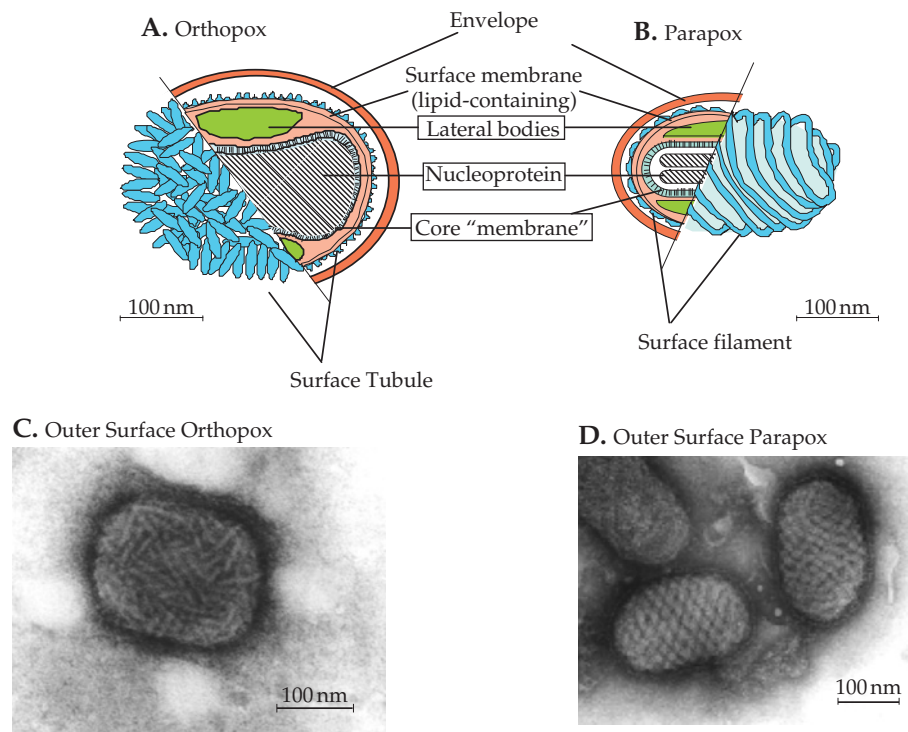 A. Orthopox
Envelope
B. Parapox
Surface membrane
(lipid-containing)
Lateral bodies
Nucleoprotein
Core “membrane”
100 nm
100 nm
Surface filament
Surface Tubule
C. Outer Surface Orthopox
D. Outer Surface Parapox
100 nm
100 nm